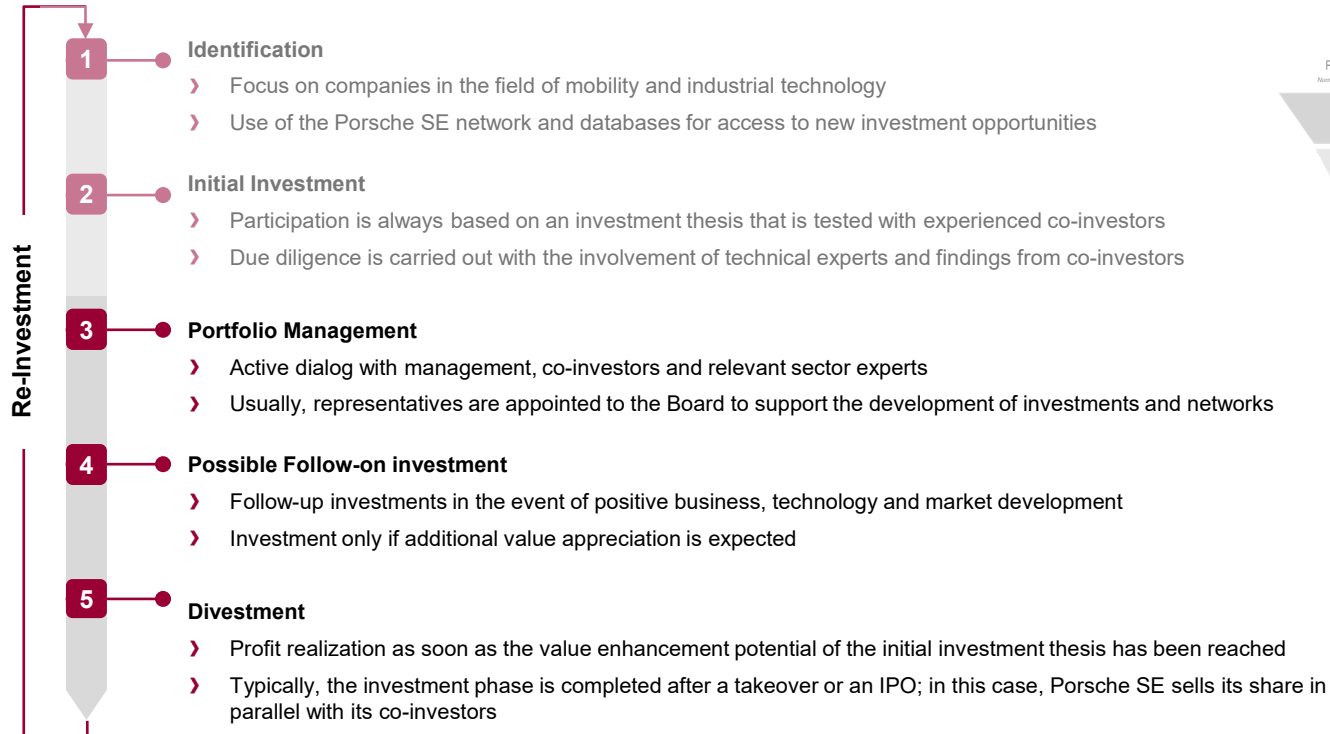 1
Identification
❱ Focus on companies in the field of mobility and industrial technology
❱ Use of the Porsche SE network and databases for access to new investment opportunities
2
Initial Investment
❱ Participation is always based on an investment thesis that is tested with experienced co-investors
❱ Due diligence is carried out with the involvement of technical experts and findings from co-investors
Re-Investment
3
Portfolio Management
❱ Active dialog with management, co-investors and relevant sector experts
❱ Usually, representatives are appointed to the Board to support the development of investments and networks
4
Possible Follow-on investment
❱ Follow-up investments in the event of positive business, technology and market development
❱ Investment only if additional value appreciation is expected
5
Divestment
❱ Profit realization as soon as the value enhancement potential of the initial investment thesis has been reached
❱ Typically, the investment phase is completed after a takeover or an IPO; in this case, Porsche SE sells its share in
parallel with its co-investors